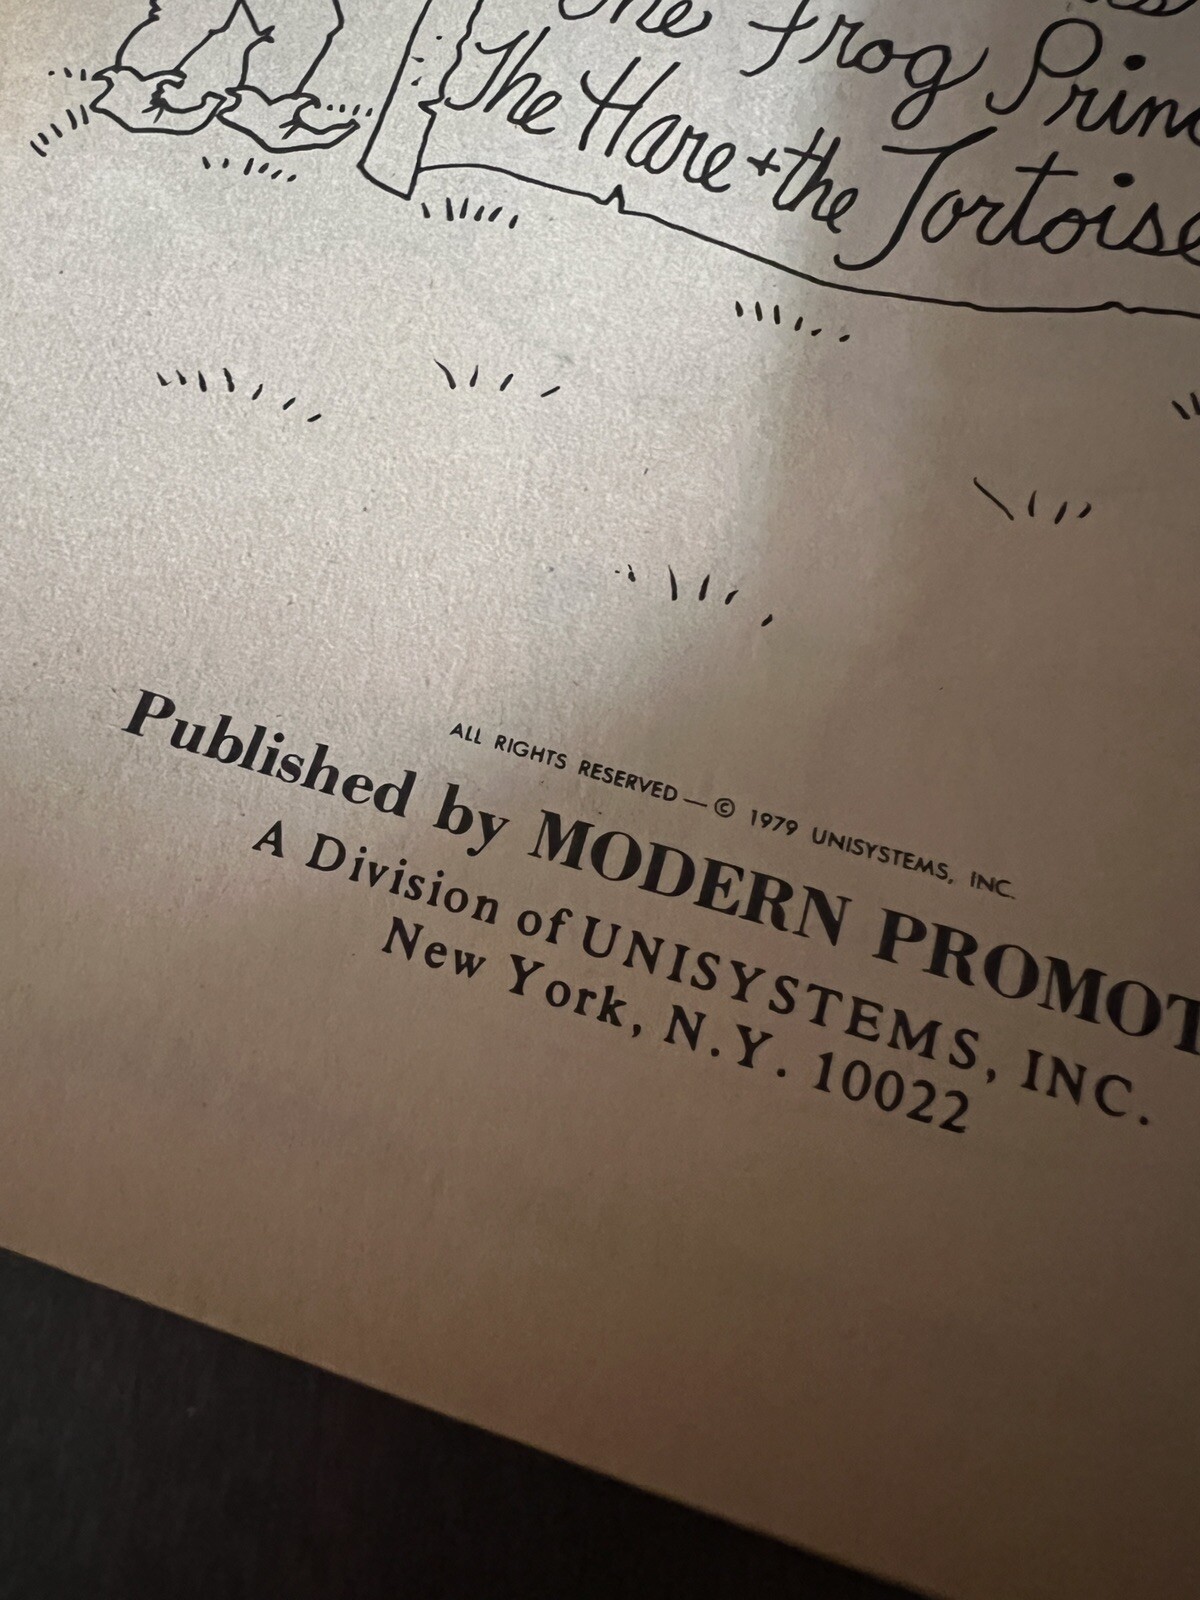 The Frog Prin
The Hare + the Tortoise
ALL RIGHTS RESERVED — © 1979 UNISYSTEMS, INC.
Published by MODERN PROMOT
A Division of UNISYSTEMS, INC.
New York, N.Y. 10022